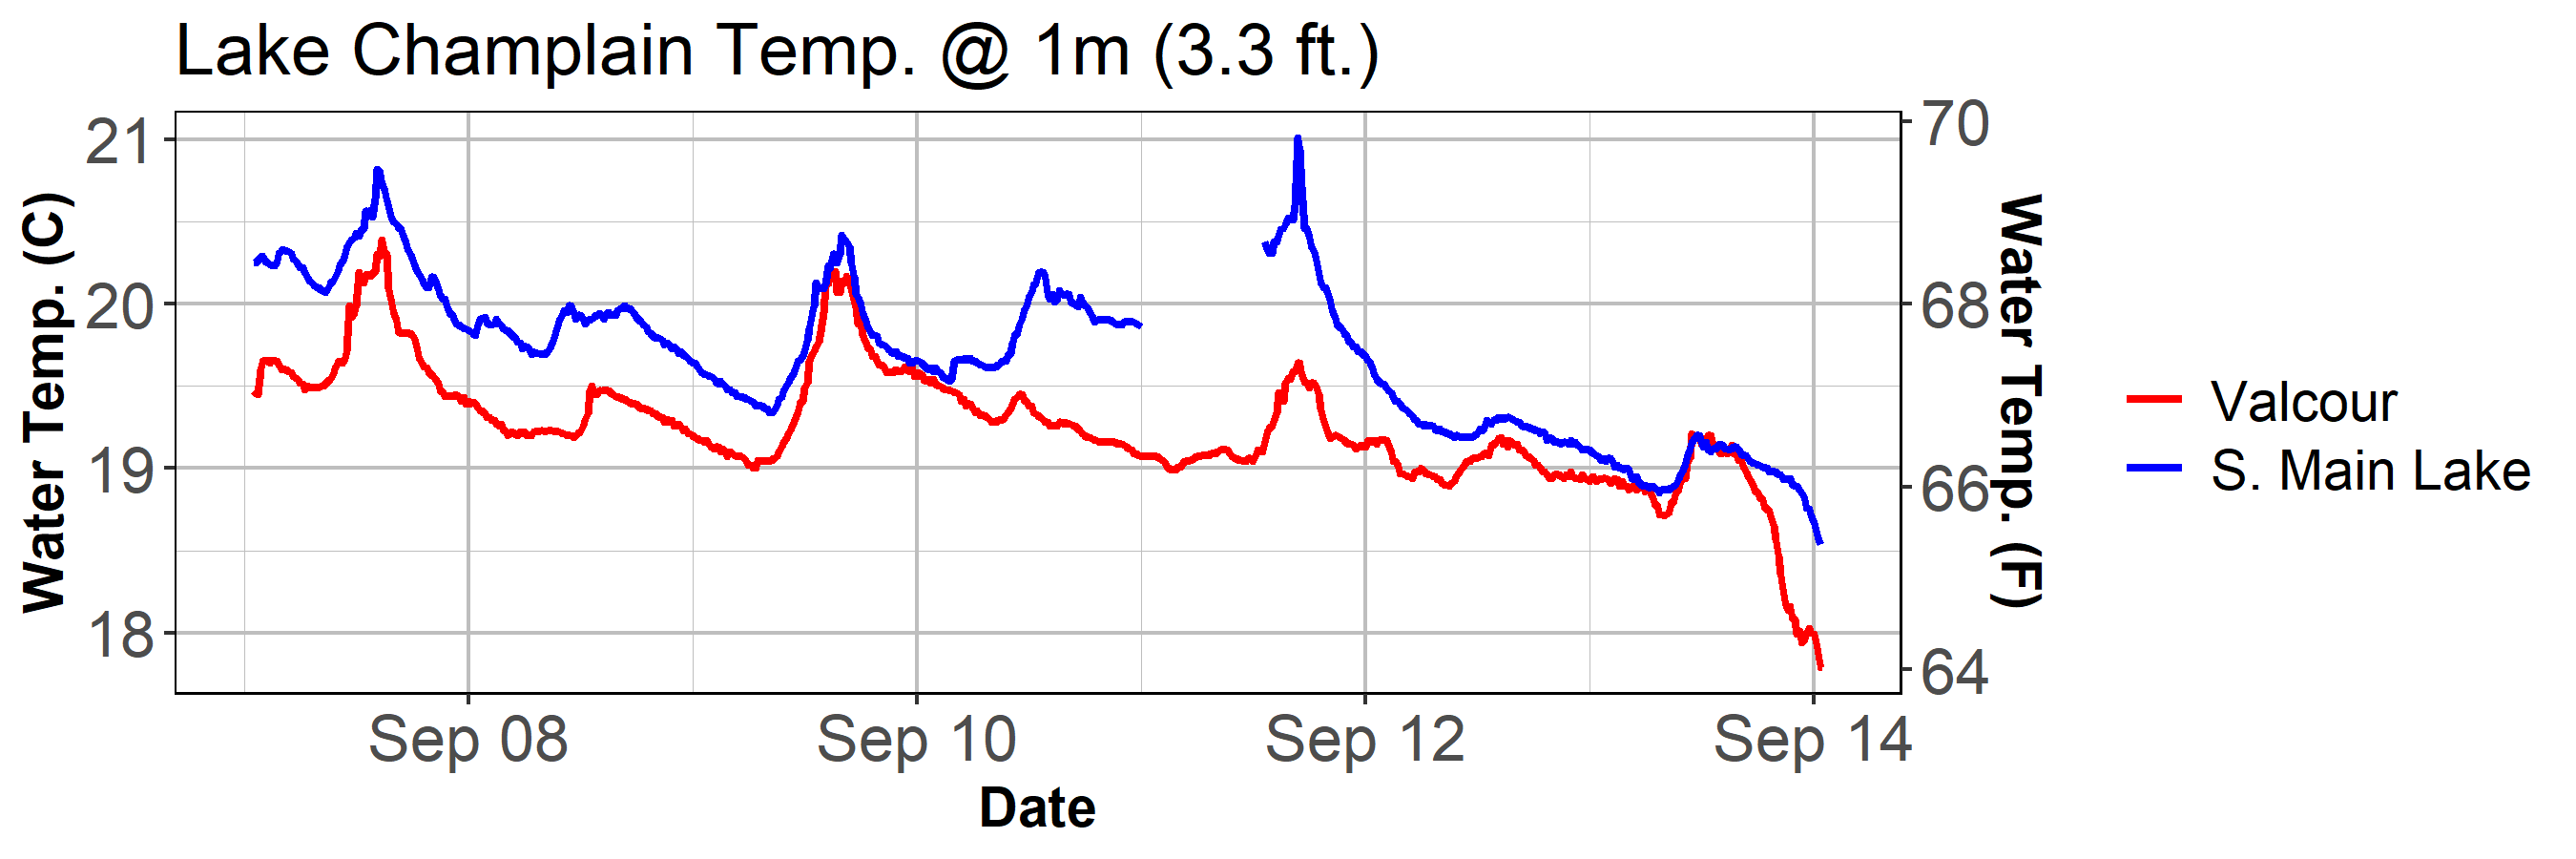 Lake Champlain Temp. @ 1m (3.3 ft.)
21
20
19
18
Water Temp. (C)
70
68
66
64
Water Temp. (F)
Sep 08
Sep 10
Sep 12
Sep 14
Date
Valcour
S. Main Lake